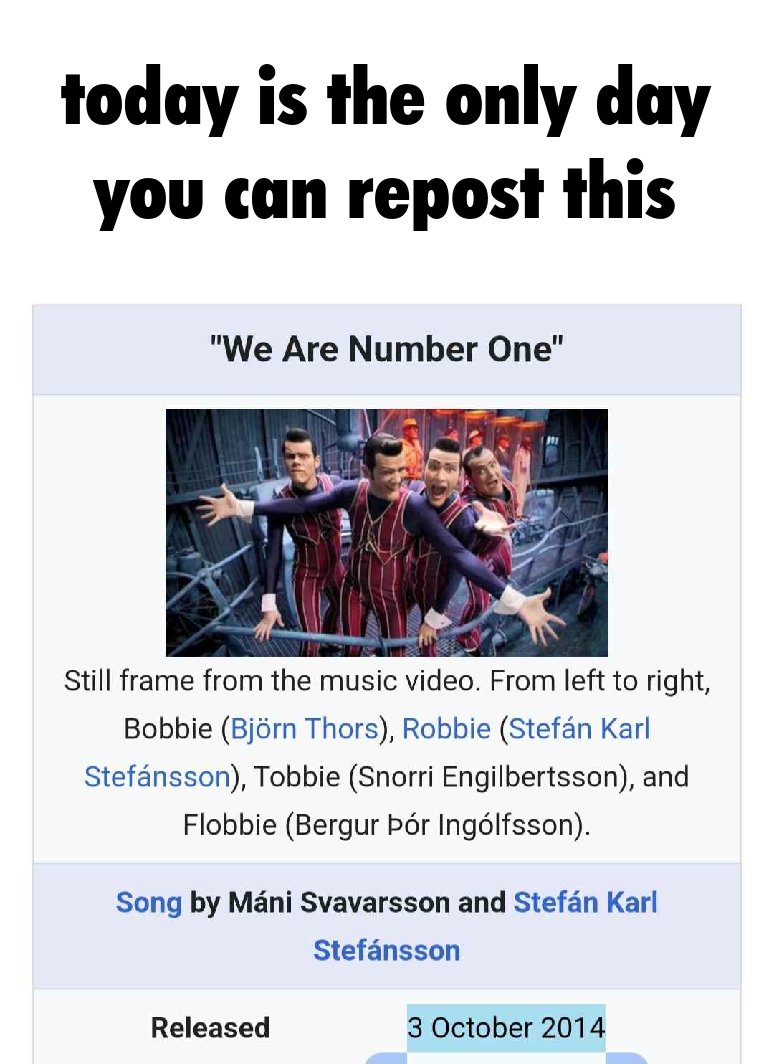 today is the only day
you can repost this
"We Are Number One"
Still frame from the music video. From left to right,
Bobbie (Björn Thors), Robbie (Stefán Karl
Stefánsson), Tobbie (Snorri Engilbertsson), and
Flobbie (Bergur Þór Ingólfsson).
Song by Máni Svavarsson and Stefán Karl
Stefánsson
Released 3 October 2014